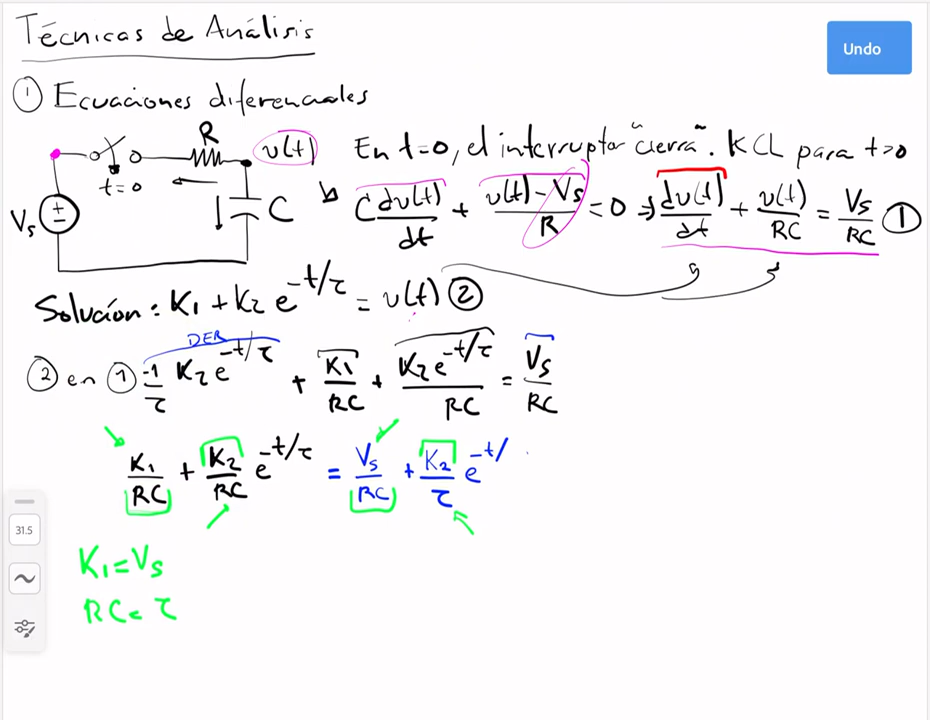 Técnicas de Análisis
Undo
① Ecuaciones diferenciales
R
υ(t)
t=0
Vs
+
-
C
En t=0, el interruptor "cierra". KCL para t>0
C dυ(t)/dt + (υ(t) - Vs)/R = 0 → dυ(t)/dt + υ(t)/RC = Vs/RC ①
Solución: K1 + K2 e^-t/τ = υ(t) ②
DER
② en ① -1/τ K2 e^-t/τ + K1/RC + K2 e^-t/τ/RC = Vs/RC
K1/RC + K2/RC e^-t/τ = Vs/RC + K2/τ e^-t/
31.5
K1 = Vs
RC = τ